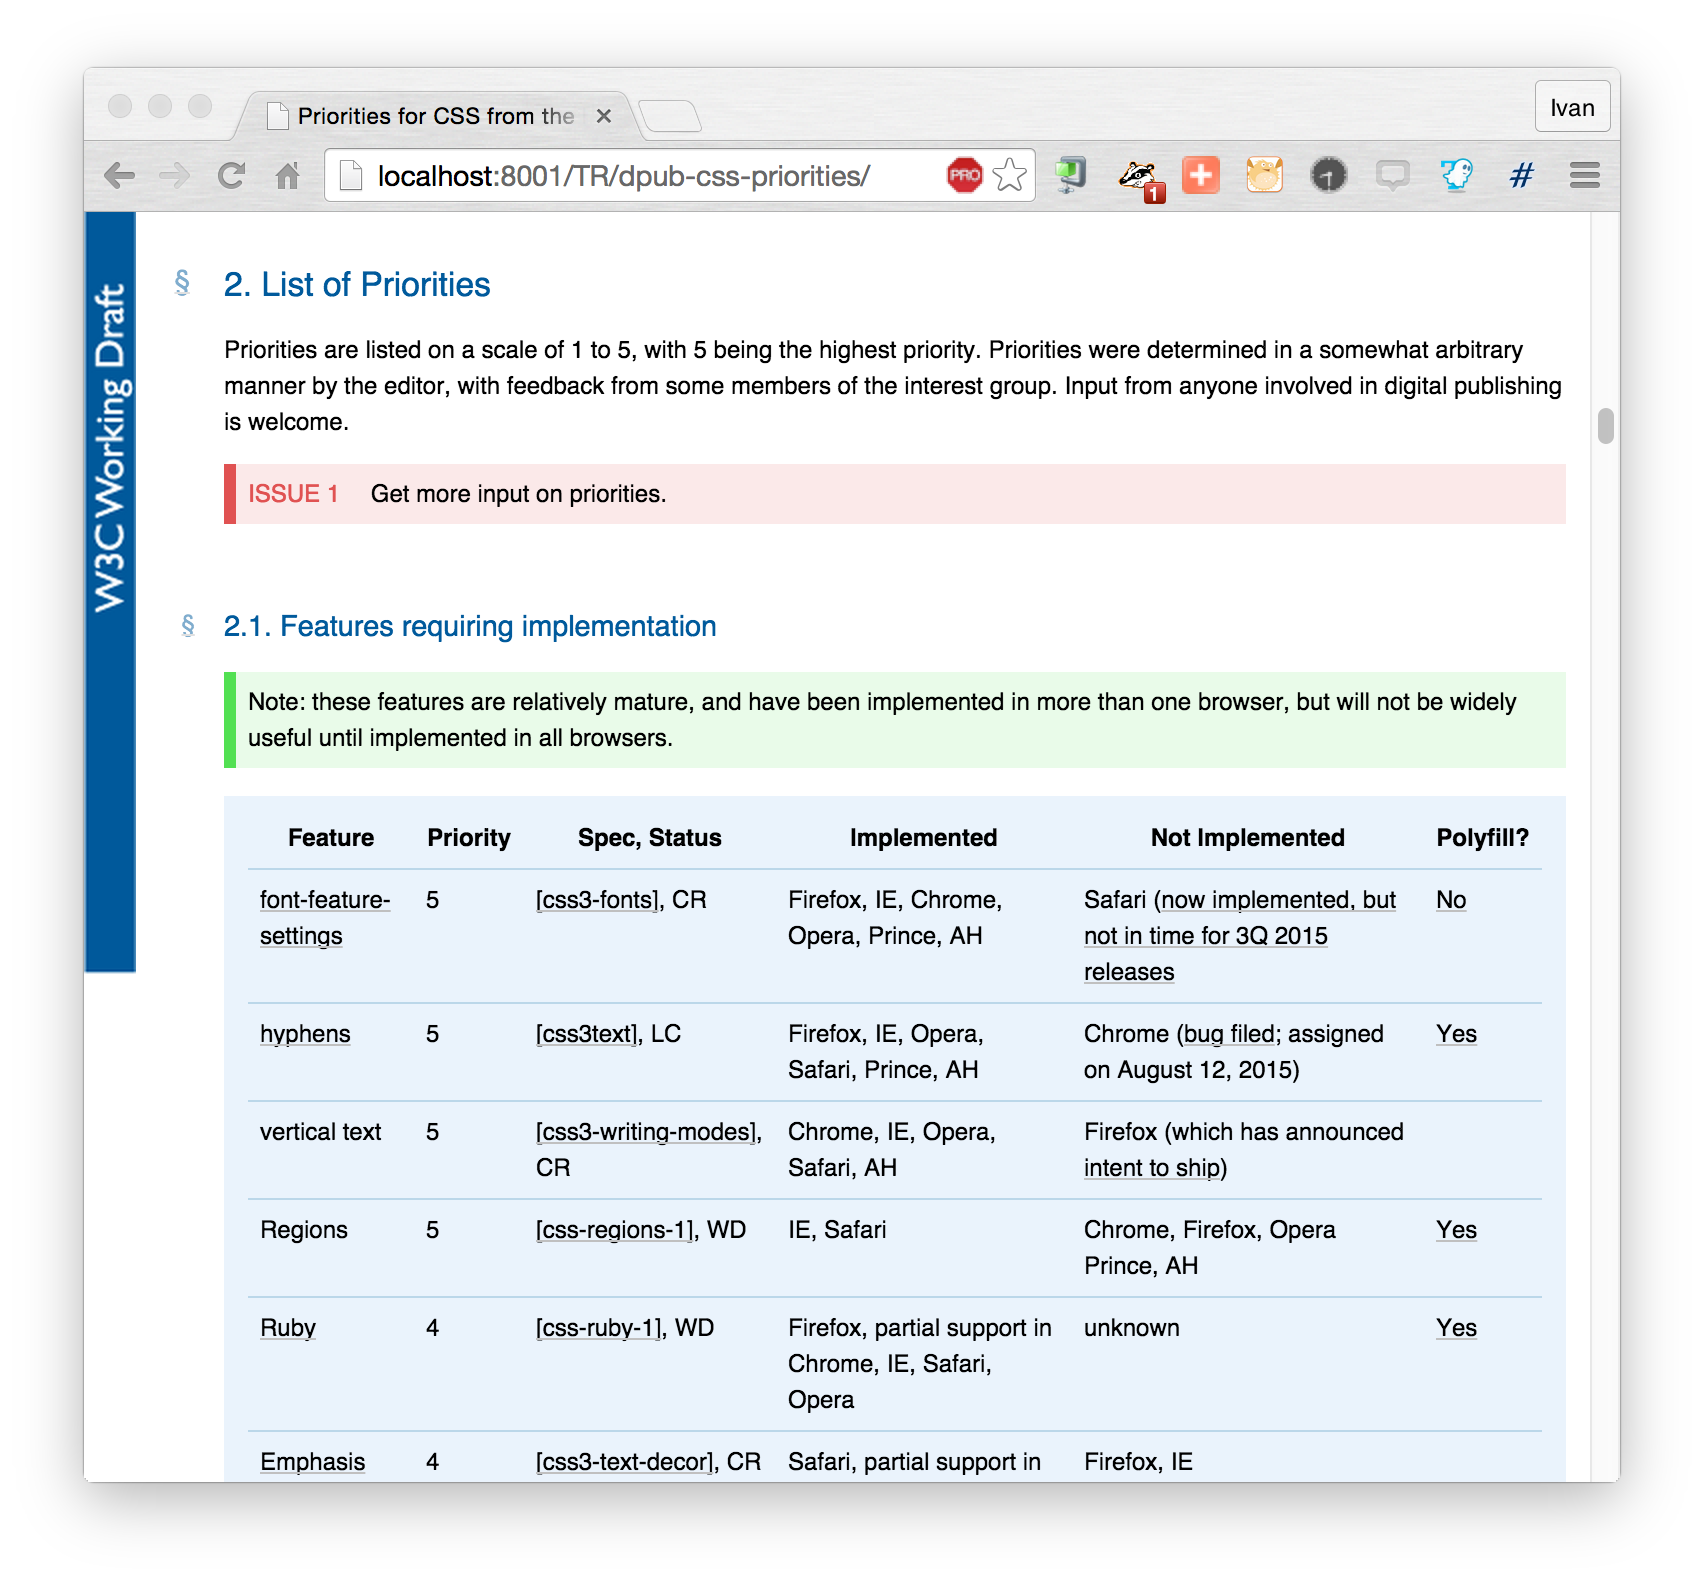 Priorities for CSS from the
Ivan
localhost:8001/TR/dpub-css-priorities/
PRO
1
#
W3C Working Draft
§ 2. List of Priorities
Priorities are listed on a scale of 1 to 5, with 5 being the highest priority. Priorities were determined in a somewhat arbitrary
manner by the editor, with feedback from some members of the interest group. Input from anyone involved in digital publishing
is welcome.
ISSUE 1 Get more input on priorities.
§ 2.1. Features requiring implementation
Note: these features are relatively mature, and have been implemented in more than one browser, but will not be widely
useful until implemented in all browsers.
Feature Priority Spec, Status Implemented Not Implemented Polyfill?
font-feature- 5 [css3-fonts], CR Firefox, IE, Chrome, Safari (now implemented, but No
settings Opera, Prince, AH not in time for 3Q 2015
releases
hyphens 5 [css3text], LC Firefox, IE, Opera, Chrome (bug filed; assigned Yes
Safari, Prince, AH on August 12, 2015)
vertical text 5 [css3-writing-modes], Chrome, IE, Opera, Firefox (which has announced
CR Safari, AH intent to ship)
Regions 5 [css-regions-1], WD IE, Safari Chrome, Firefox, Opera Yes
Prince, AH
Ruby 4 [css-ruby-1], WD Firefox, partial support in unknown Yes
Chrome, IE, Safari,
Opera
Emphasis 4 [css3-text-decor], CR Safari, partial support in Firefox, IE